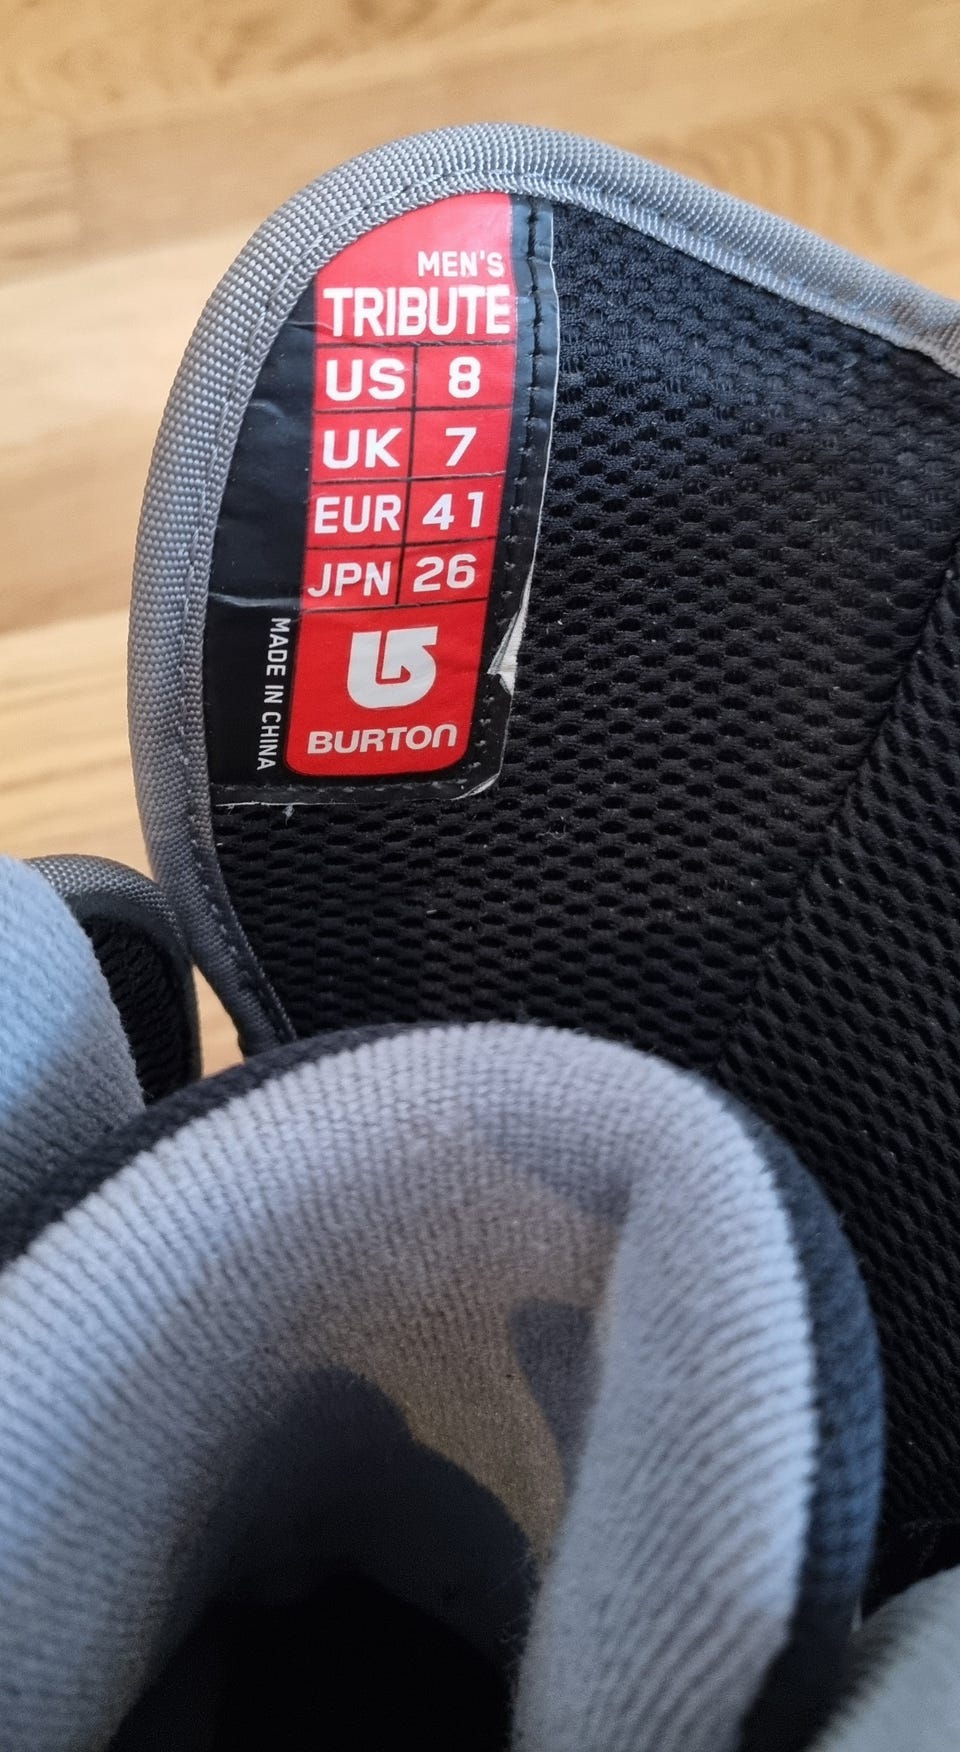 MEN'S
TRIBUTE
US 8
UK 7
EUR 41
JPN 26
BURTON
MADE IN CHINA